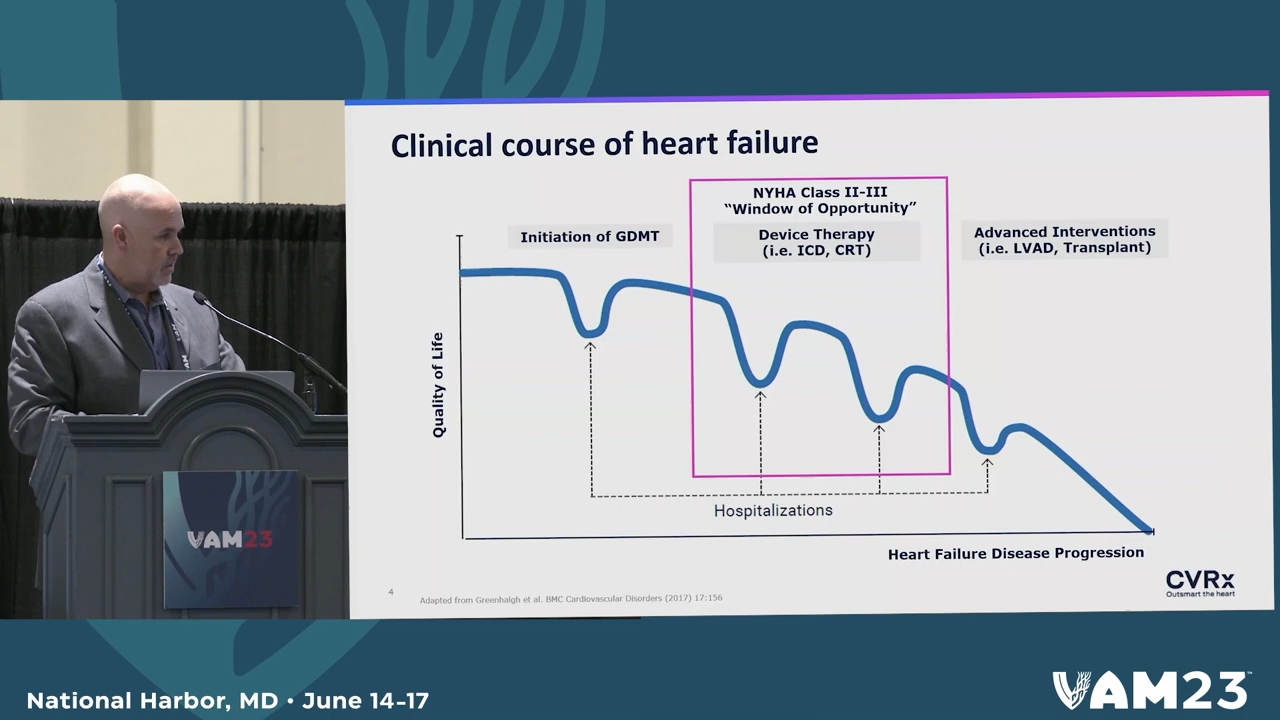 Clinical course of heart failure
NYHA Class II-III
“Window of Opportunity”
Initiation of GDMT
Device Therapy
(i.e. ICD, CRT)
Advanced Interventions
(i.e. LVAD, Transplant)
Quality of Life
Hospitalizations
Heart Failure Disease Progression
4
Adapted from Greenhalgh et al. BMC Cardiovascular Disorders (2017) 17:156
CVRx
Outsmart the heart
VAM23
National Harbor, MD • June 14-17
VAM23™